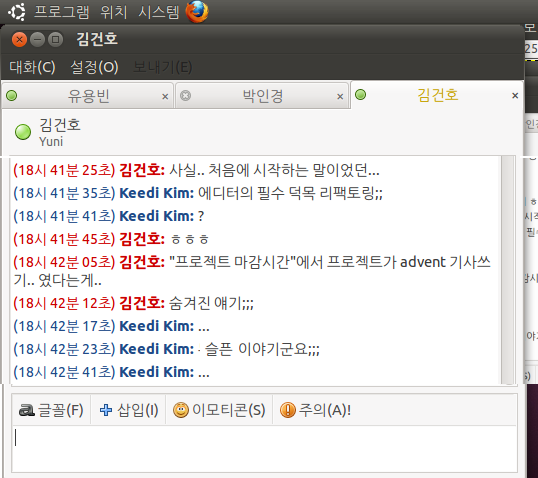 프로그램 위치 시스템
김건호
대화(C) 설정(O) 보내기(E)
유용빈 × 박인경 × 김건호 ×
김건호
Yuni
(18시 41분 25초) 김건호: 사실.. 처음에 시작하는 말이었던...
(18시 41분 35초) Keedi Kim: 에디터의 필수 덕목 리팩토링;;
(18시 41분 41초) Keedi Kim: ?
(18시 41분 45초) 김건호: ㅎㅎㅎ
(18시 42분 05초) 김건호: "프로젝트 마감시간"에서 프로젝트가 advent 기사쓰
기.. 였다는게..
(18시 42분 12초) 김건호: 숨겨진 얘기;;;
(18시 42분 17초) Keedi Kim: ...
(18시 42분 23초) Keedi Kim: · 슬픈 이야기군요;;;
(18시 42분 41초) Keedi Kim: ...
글꼴(F) 삽입(I) 이모티콘(S) 주의(A)!